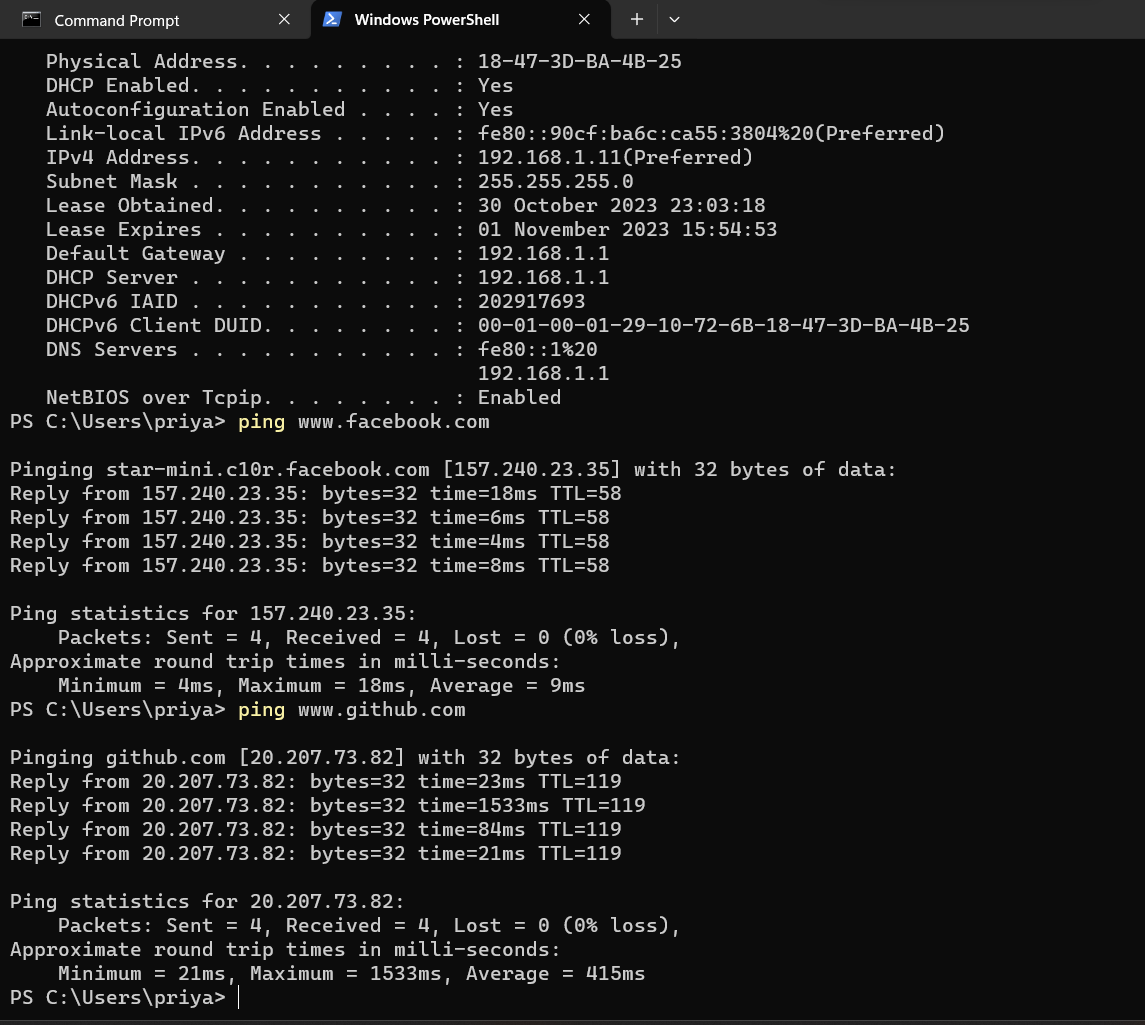 Command Prompt
Windows PowerShell
Physical Address. . . . . . . . . : 18-47-3D-BA-4B-25
DHCP Enabled. . . . . . . . . . . : Yes
Autoconfiguration Enabled . . . . : Yes
Link-local IPv6 Address . . . . . : fe80::90cf:ba6c:ca55:3804%20(Preferred)
IPv4 Address. . . . . . . . . . . : 192.168.1.11(Preferred)
Subnet Mask . . . . . . . . . . . : 255.255.255.0
Lease Obtained. . . . . . . . . . : 30 October 2023 23:03:18
Lease Expires . . . . . . . . . . : 01 November 2023 15:54:53
Default Gateway . . . . . . . . . : 192.168.1.1
DHCP Server . . . . . . . . . . . : 192.168.1.1
DHCPv6 IAID . . . . . . . . . . . : 202917693
DHCPv6 Client DUID. . . . . . . . : 00-01-00-01-29-10-72-6B-18-47-3D-BA-4B-25
DNS Servers . . . . . . . . . . . : fe80::1%20
192.168.1.1
NetBIOS over Tcpip. . . . . . . . : Enabled
PS C:\Users\priya> ping www.facebook.com
Pinging star-mini.c10r.facebook.com [157.240.23.35] with 32 bytes of data:
Reply from 157.240.23.35: bytes=32 time=18ms TTL=58
Reply from 157.240.23.35: bytes=32 time=6ms TTL=58
Reply from 157.240.23.35: bytes=32 time=4ms TTL=58
Reply from 157.240.23.35: bytes=32 time=8ms TTL=58
Ping statistics for 157.240.23.35:
Packets: Sent = 4, Received = 4, Lost = 0 (0% loss),
Approximate round trip times in milli-seconds:
Minimum = 4ms, Maximum = 18ms, Average = 9ms
PS C:\Users\priya> ping www.github.com
Pinging github.com [20.207.73.82] with 32 bytes of data:
Reply from 20.207.73.82: bytes=32 time=23ms TTL=119
Reply from 20.207.73.82: bytes=32 time=1533ms TTL=119
Reply from 20.207.73.82: bytes=32 time=84ms TTL=119
Reply from 20.207.73.82: bytes=32 time=21ms TTL=119
Ping statistics for 20.207.73.82:
Packets: Sent = 4, Received = 4, Lost = 0 (0% loss),
Approximate round trip times in milli-seconds:
Minimum = 21ms, Maximum = 1533ms, Average = 415ms
PS C:\Users\priya>